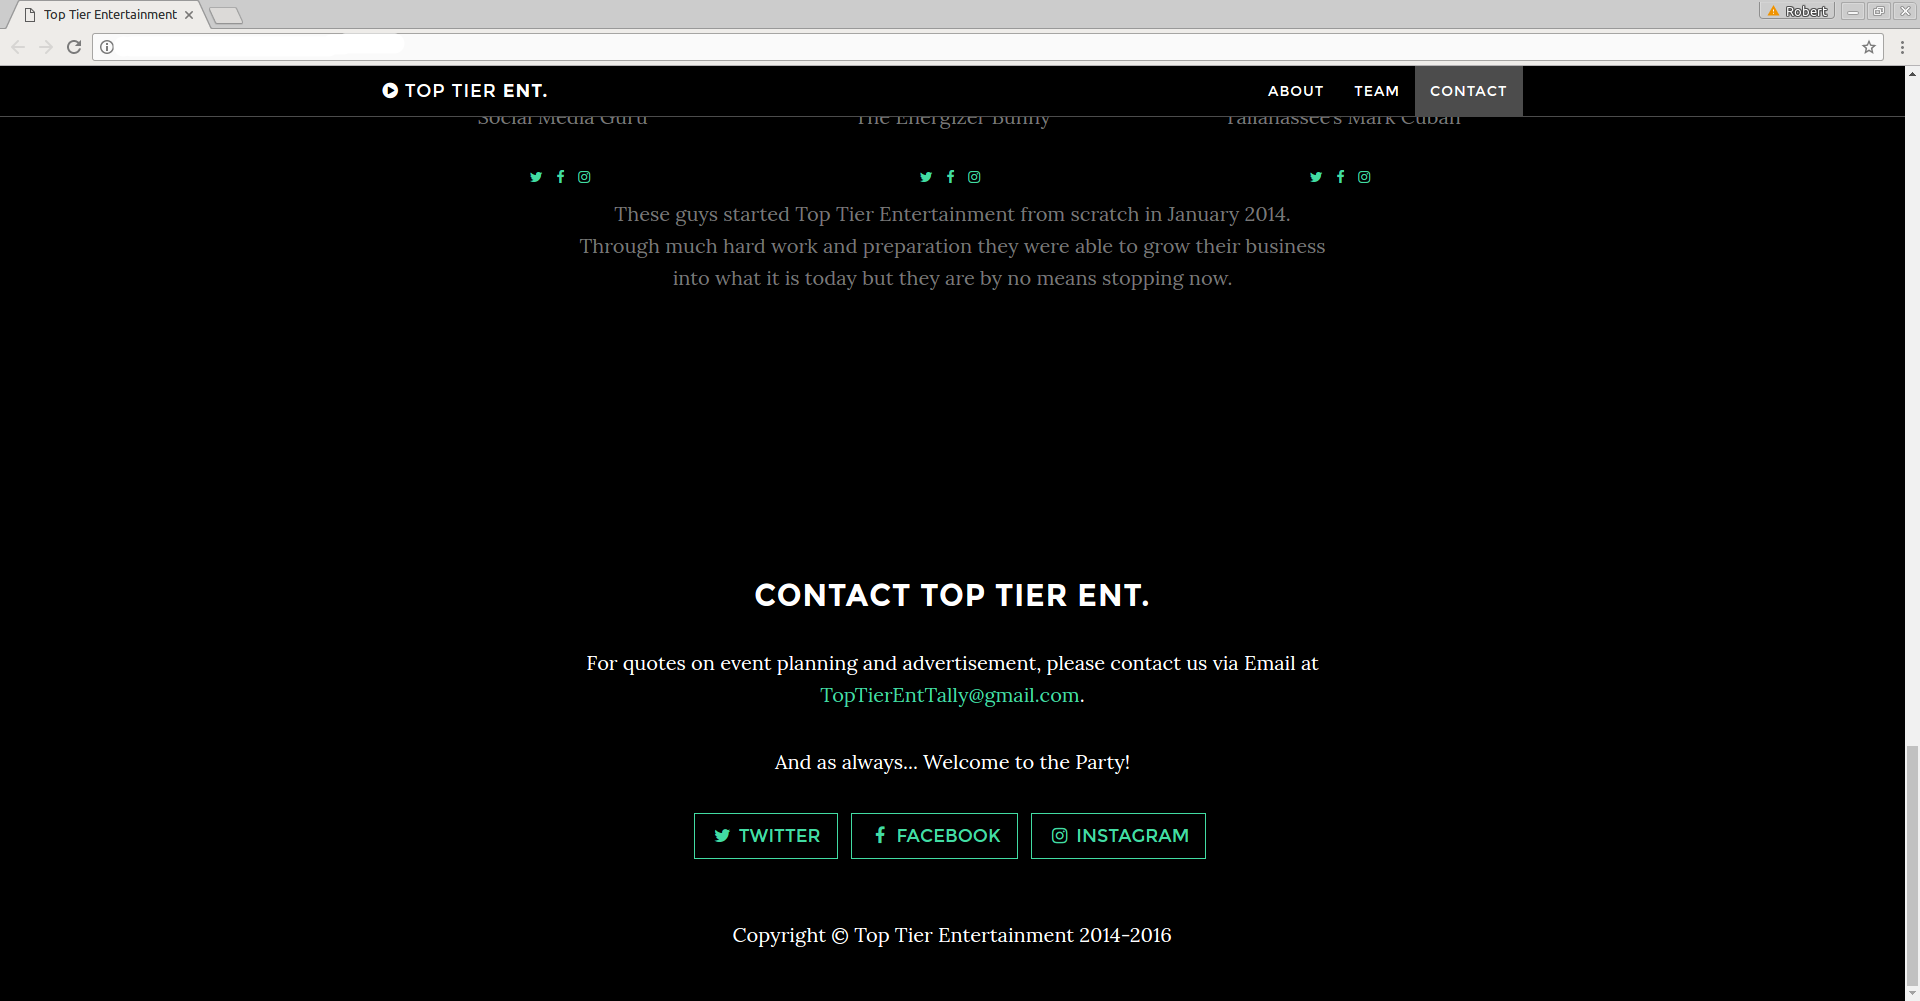 Top Tier Entertainment
Robert
TOP TIER ENT.
ABOUT TEAM CONTACT
Social Media Guru The Energizer Bunny Tallahassee's Mark Cuban
These guys started Top Tier Entertainment from scratch in January 2014.
Through much hard work and preparation they were able to grow their business
into what it is today but they are by no means stopping now.
CONTACT TOP TIER ENT.
For quotes on event planning and advertisement, please contact us via Email at
TopTierEntTally@gmail.com.
And as always... Welcome to the Party!
TWITTER FACEBOOK INSTAGRAM
Copyright © Top Tier Entertainment 2014-2016